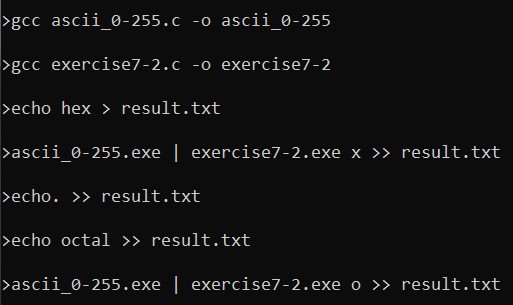 >gcc ascii_0-255.c -o ascii_0-255
>gcc exercise7-2.c -o exercise7-2
>echo hex > result.txt
>ascii_0-255.exe | exercise7-2.exe x >> result.txt
>echo. >> result.txt
>echo octal >> result.txt
>ascii_0-255.exe | exercise7-2.exe o >> result.txt